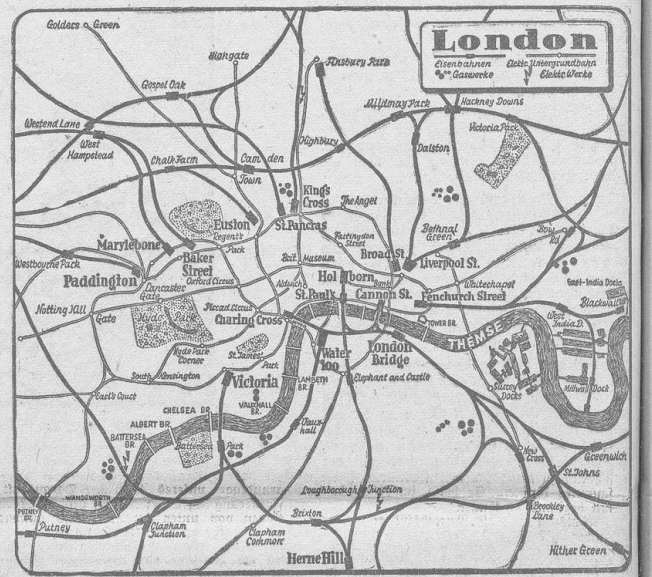 London
Eisenbahnen
Elektr. Untergrundbahn
Gaswerke
Elektr. Werke
Golders Green
Highgate
Finsbury Park
Gospel Oak
Mildmay Park
Hackney Downs
Westend Lane
West
Hampstead
Highbury
Dalston
Victoria Park
Chalk Farm
Camden
Town
King's
Cross
The Angel
Euston
St. Pancras
Regent's
Park
Farringdon
Street
Bethnal
Green
Bow
Rd
Marylebone
Baker
Street
Brit. Museum
Broad St.
Liverpool St.
Westbourne Park
Paddington
Oxford Circus
Holborn
Bank
Whitechapel
East-India Docks
Blackwall
Lancaster
Gate
Aldwich
St. Paul's
Cannon St.
Fenchurch Street
Notting Hill
Gate
Hyde Park
Piccad. Circus
Charing Cross
TOWER BR.
THEMSE
West
India D.
Hyde Park
Corner
St. James'
Park
Waterloo
London
Bridge
South Kensington
Victoria
LAMBETH
BR.
Elephant and Castle
Surrey
Docks
Millwall Dock
Earl's Court
CHELSEA BR.
VAUXHALL
BR.
ALBERT BR.
BATTERSEA
BR.
Battersea Park
Vauxhall
New
Cross
Greenwich
St. Johns
WANDSWORTH
BR.
Loughborough Junction
Brockley
Lane
PUTNEY
BR.
Putney
Clapham
Junction
Brixton
Clapham
Common
Herne Hill
Hither Green